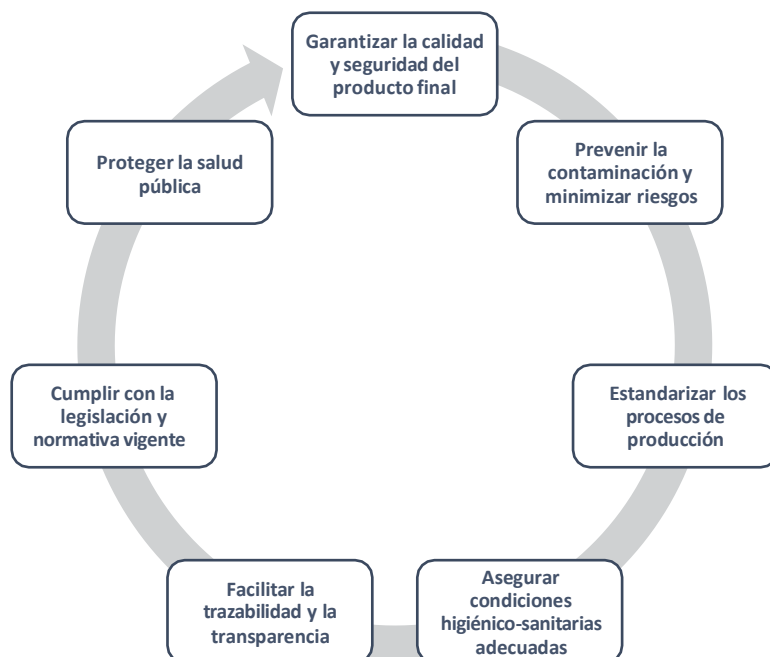 Garantizar la calidad
y seguridad del
producto final
Prevenir la
contaminación y
minimizar riesgos
Estandarizar los
procesos de
producción
Asegurar
condiciones
higiénico-sanitarias
adecuadas
Facilitar la
trazabilidad y la
transparencia
Cumplir con la
legislación y
normativa vigente
Proteger la salud
pública